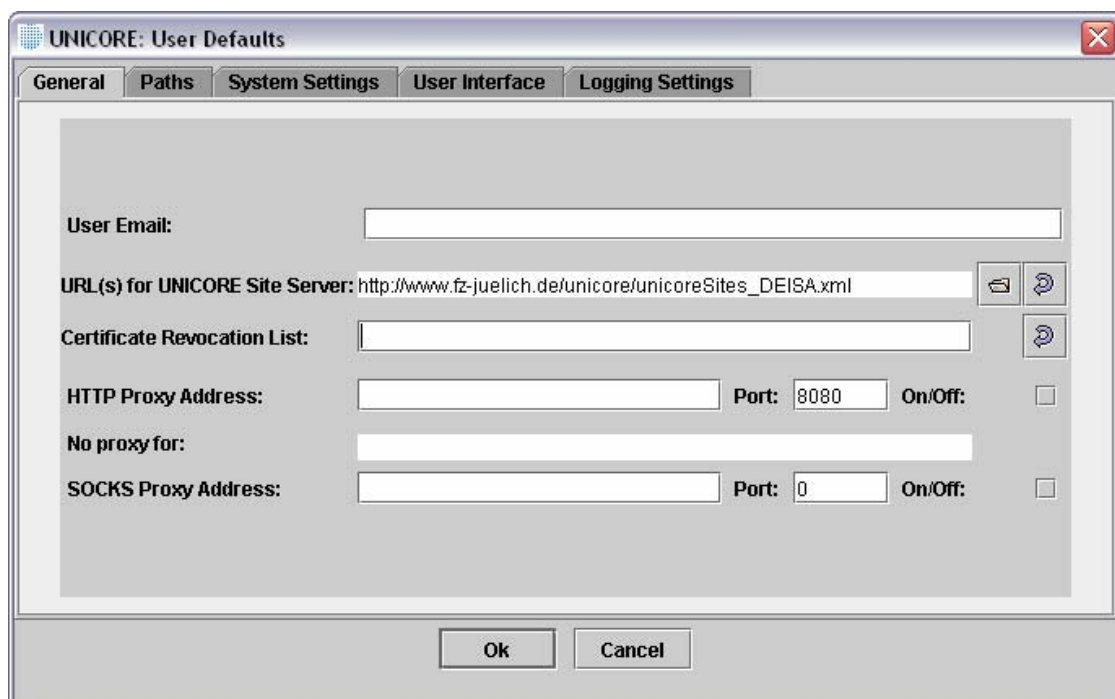 UNICORE: User Defaults
General Paths System Settings User Interface Logging Settings
User Email:
URL(s) for UNICORE Site Server: http://www.fz-juelich.de/unicore/unicoreSites_DEISA.xml
Certificate Revocation List:
HTTP Proxy Address: Port: 8080 On/Off:
No proxy for:
SOCKS Proxy Address: Port: 0 On/Off:
Ok Cancel